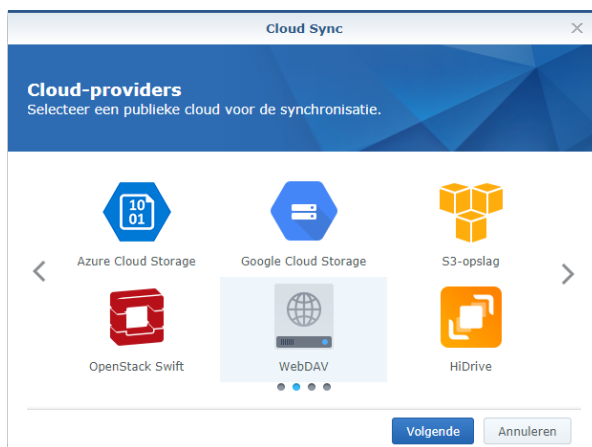 Cloud Sync
Cloud-providers
Selecteer een publieke cloud voor de synchronisatie.
10
01
Azure Cloud Storage
Google Cloud Storage
S3-opslag
OpenStack Swift
WebDAV
HiDrive
Volgende
Annuleren